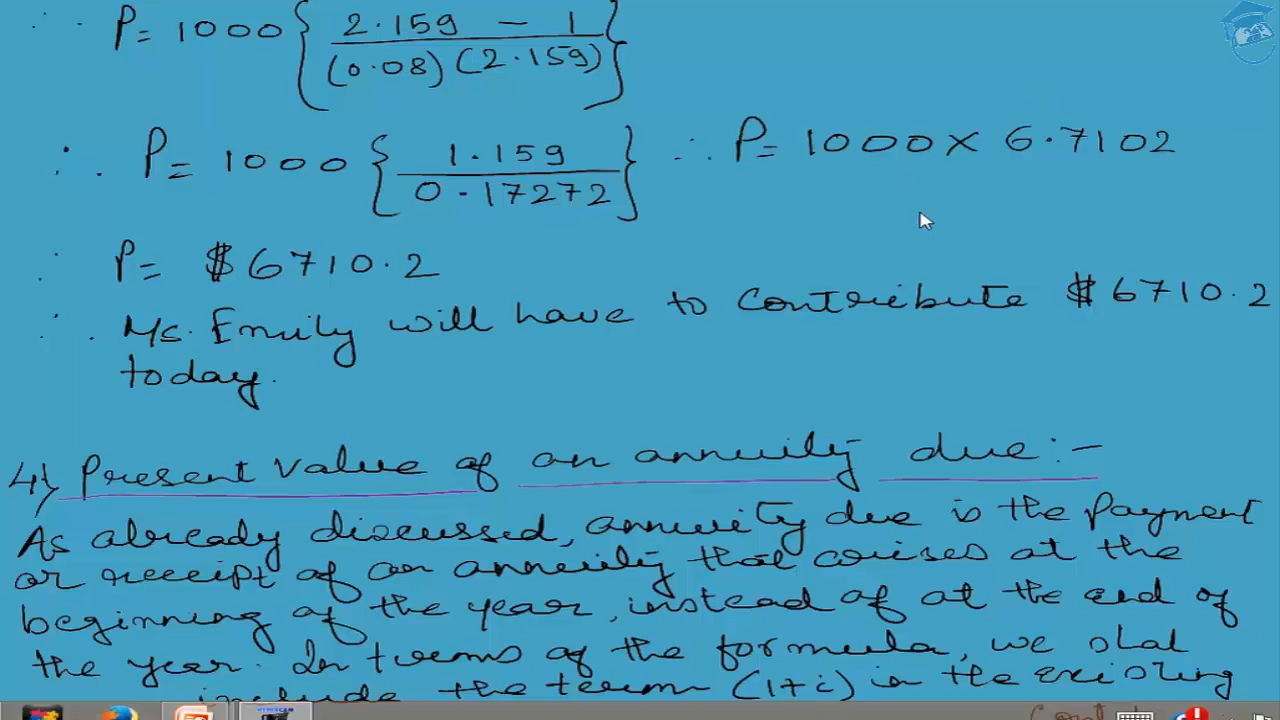 ∴ P = 1000 { 2.159 - 1 / (0.08) (2.159) }
∴ P = 1000 { 1.159 / 0.17272 } ∴ P = 1000 × 6.7102
∴ P = $6710.2
∴ Ms. Emily will have to contribute $6710.2
today.
4) Present value of an annuity due :-
As already discussed, annuity due is the payment
or receipt of an annuity that arises at the
beginning of the year, instead of at the end of
the year. In terms of the formula, we shal
include the term (1+i) in the existing